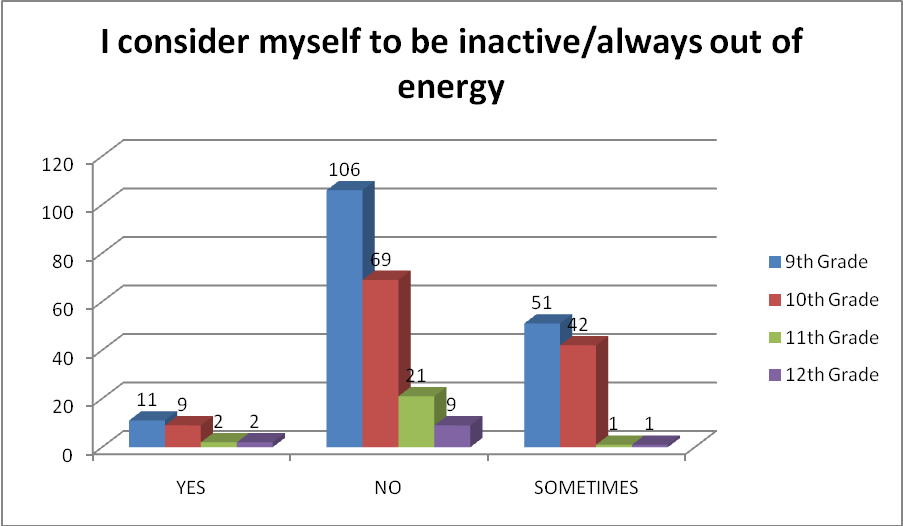 I consider myself to be inactive/always out of
energy
120
100
80
60
40
20
0
11
9
2
2
106
69
21
9
51
42
1
1
YES
NO
SOMETIMES
9th Grade
10th Grade
11th Grade
12th Grade